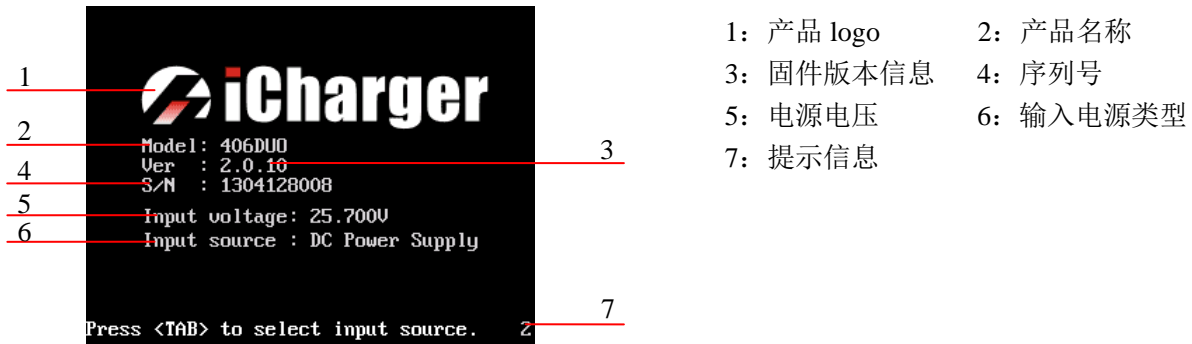 iCharger
Model: 406DUO
Ver : 2.0.10
S/N : 1304128008
Input voltage: 25.700V
Input source : DC Power Supply
Press <TAB> to select input source. 2
1
2
3
4
5
6
7
1：产品 logo 2：产品名称
3：固件版本信息 4：序列号
5：电源电压 6：输入电源类型
7：提示信息